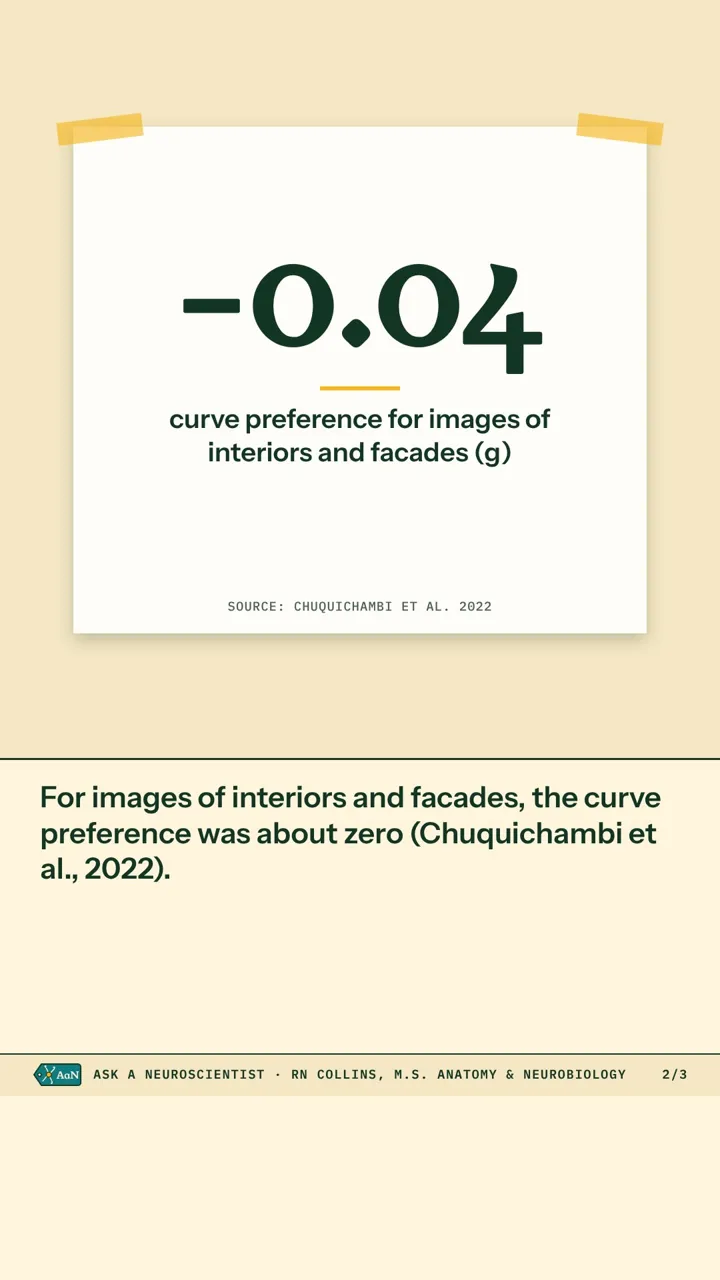 –0.04
curve preference for images of
interiors and facades (g)
SOURCE: CHUQUICHAMBI ET AL. 2022
For images of interiors and facades, the curve
preference was about zero (Chuquichambi et
al., 2022).
AaN ASK A NEUROSCIENTIST · RN COLLINS, M.S. ANATOMY & NEUROBIOLOGY 2/3